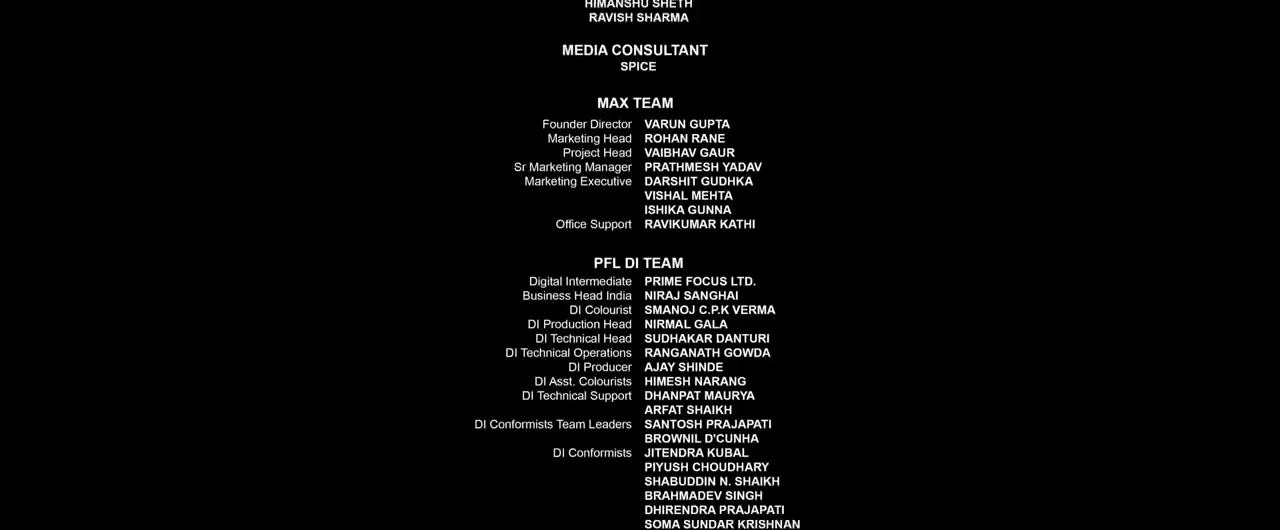 HIMANSHU SHETH
RAVISH SHARMA
MEDIA CONSULTANT
SPICE
MAX TEAM
Founder Director VARUN GUPTA
Marketing Head ROHAN RANE
Project Head VAIBHAV GAUR
Sr Marketing Manager PRATHMESH YADAV
Marketing Executive DARSHIT GUDHKA
VISHAL MEHTA
ISHIKA GUNNA
Office Support RAVIKUMAR KATHI
PFL DI TEAM
Digital Intermediate PRIME FOCUS LTD.
Business Head India NIRAJ SANGHAI
DI Colourist SMANOJ C.P.K VERMA
DI Production Head NIRMAL GALA
DI Technical Head SUDHAKAR DANTURI
DI Technical Operations RANGANATH GOWDA
DI Producer AJAY SHINDE
DI Asst. Colourists HIMESH NARANG
DI Technical Support DHANPAT MAURYA
ARFAT SHAIKH
DI Conformists Team Leaders SANTOSH PRAJAPATI
BROWNIL D'CUNHA
DI Conformists JITENDRA KUBAL
PIYUSH CHOUDHARY
SHABUDDIN N. SHAIKH
BRAHMADEV SINGH
DHIRENDRA PRAJAPATI
SOMA SUNDAR KRISHNAN